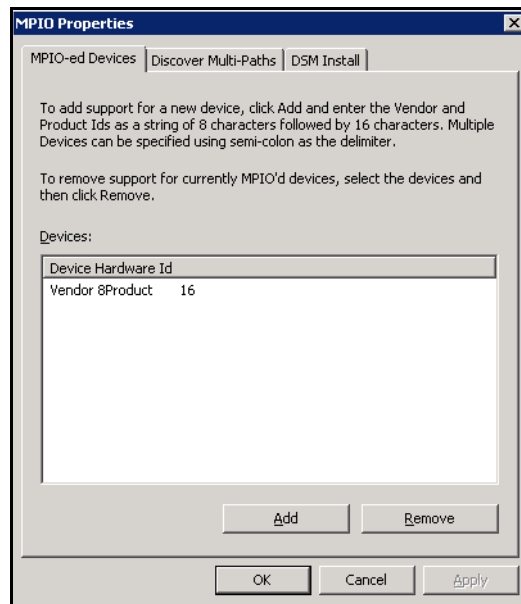 MPIO Properties
MPIO-ed Devices Discover Multi-Paths DSM Install
To add support for a new device, click Add and enter the Vendor and
Product Ids as a string of 8 characters followed by 16 characters. Multiple
Devices can be specified using semi-colon as the delimiter.
To remove support for currently MPIO'd devices, select the devices and
then click Remove.
Devices:
Device Hardware Id
Vendor 8Product 16
Add Remove
OK Cancel Apply